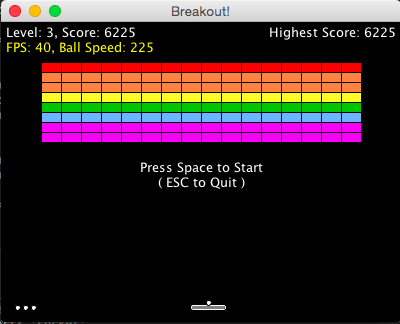 Breakout!
Level: 3, Score: 6225 Highest Score: 6225
FPS: 40, Ball Speed: 225
Press Space to Start
( ESC to Quit )